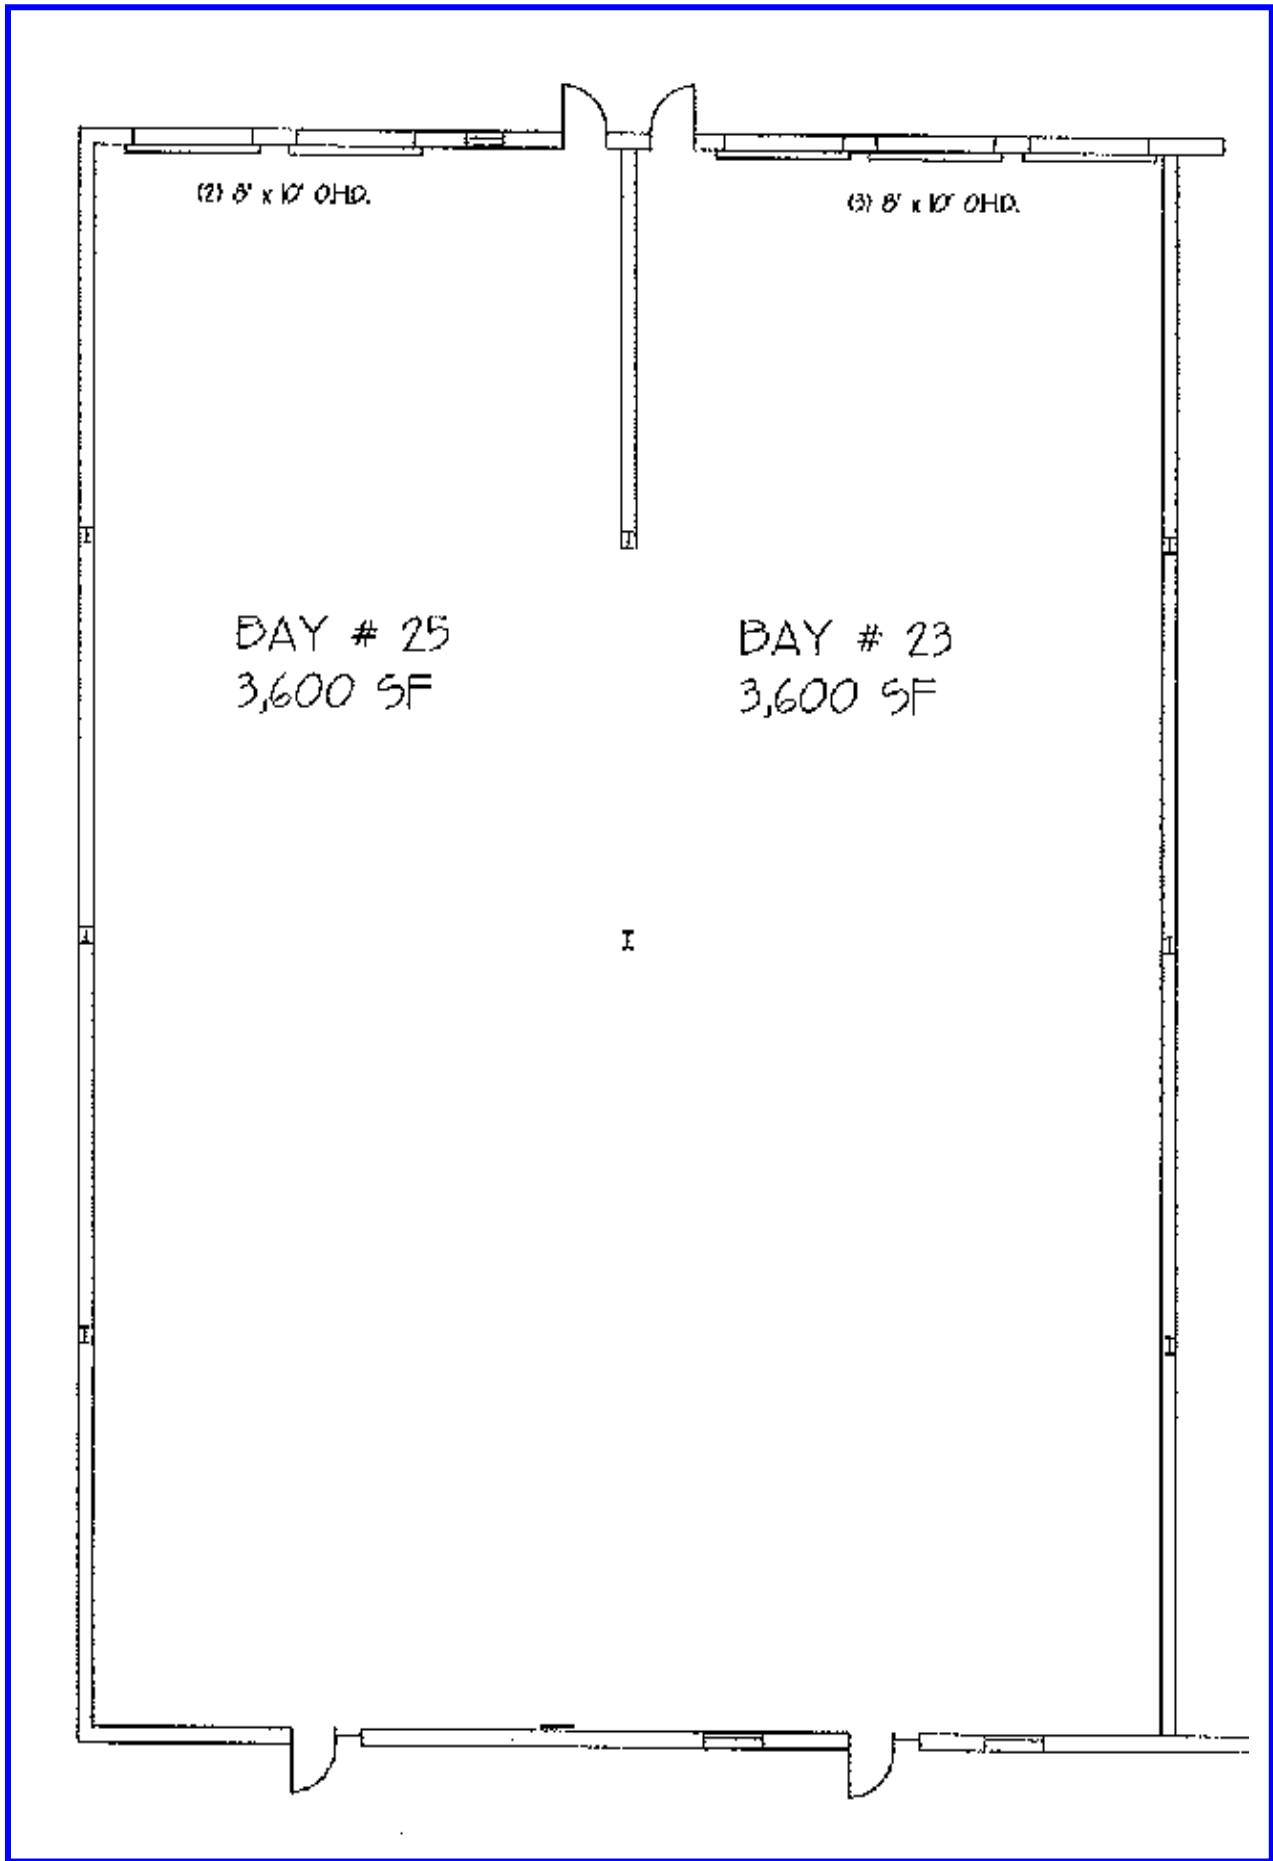 (2) 8' x 10' OHD.
(3) 8' x 10' OHD.
BAY # 25
3,600 SF
BAY # 23
3,600 SF